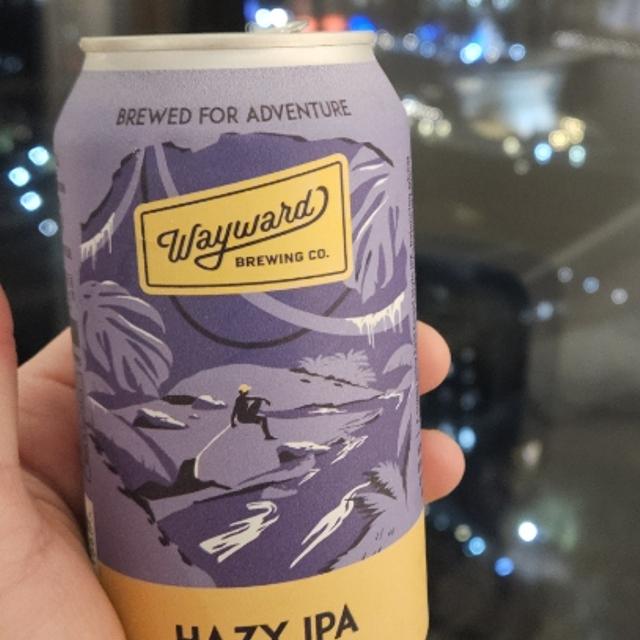 BREWED FOR ADVENTURE
Wayward
BREWING CO.
HAZY IPA